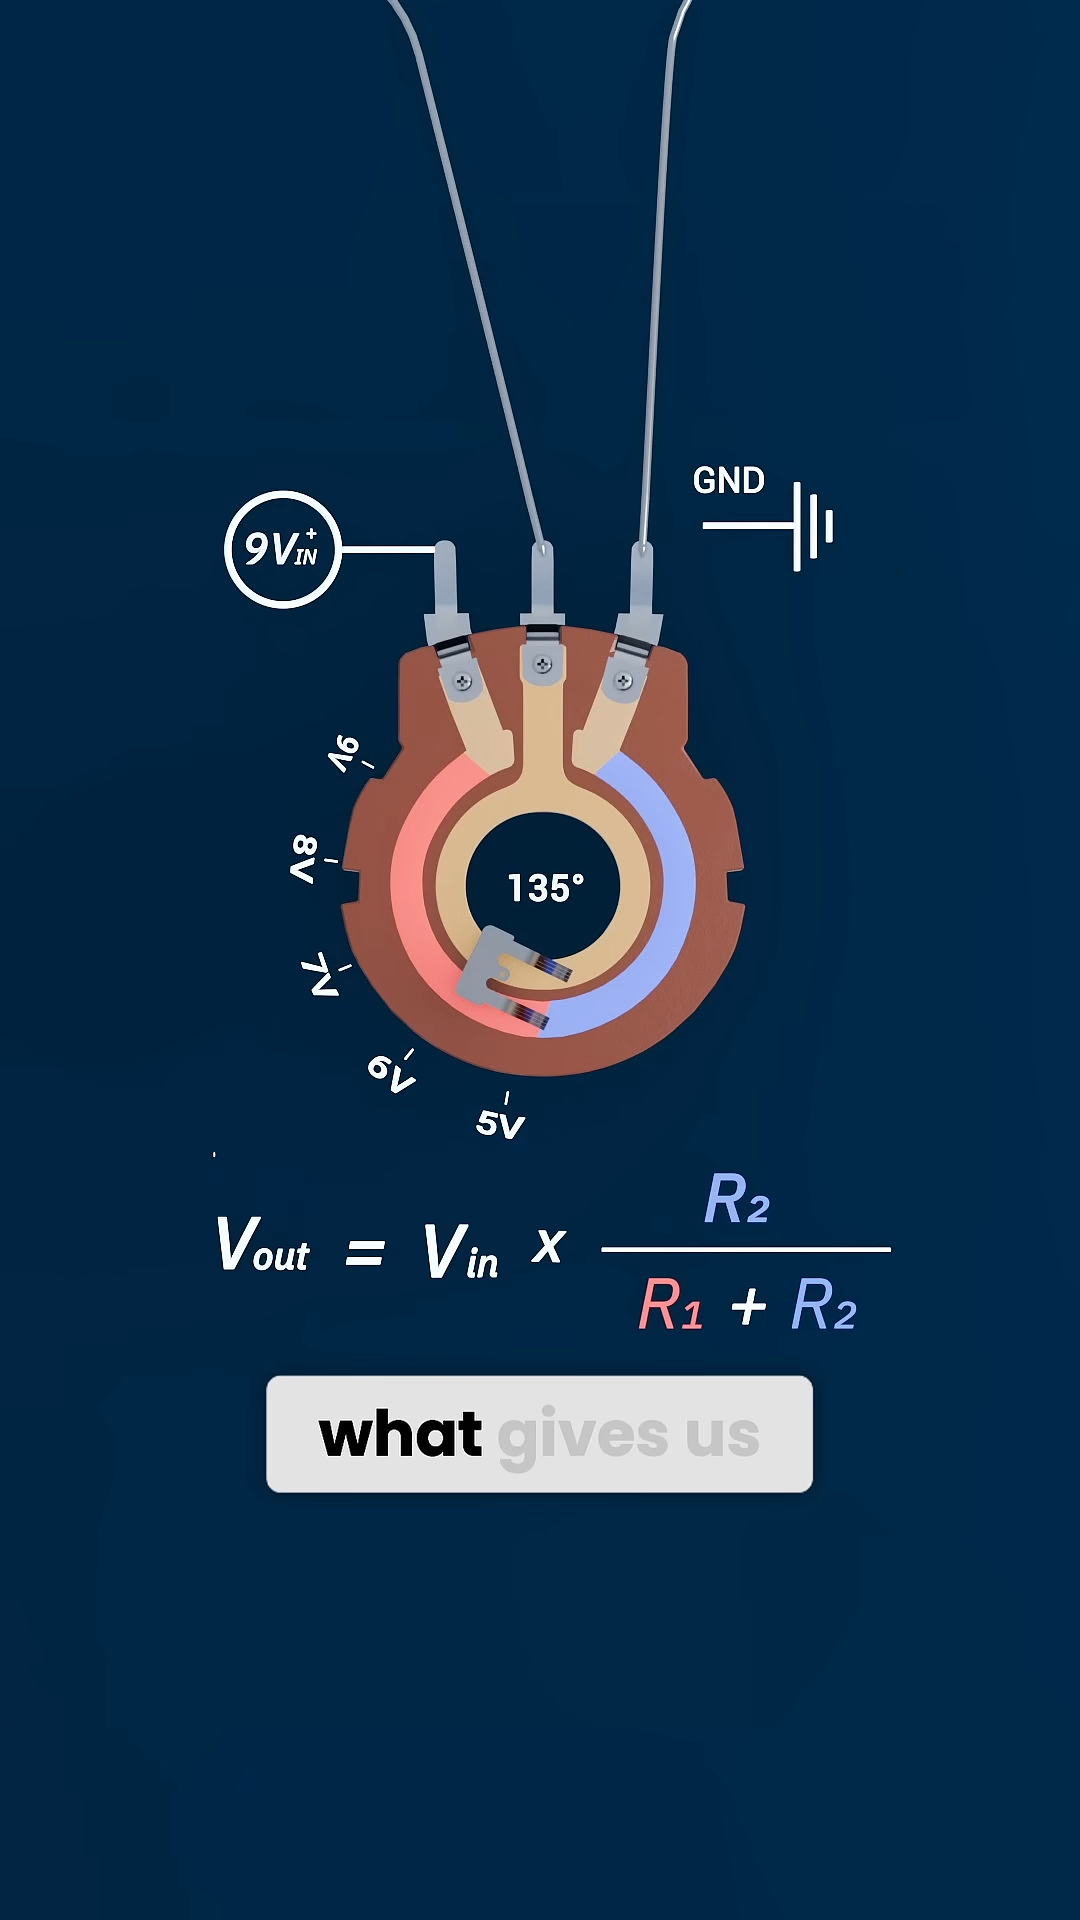 GND
9V⁺IN
9V
8V
135°
7V
6V
5V
Vout = Vin x R2
R1 + R2
what gives us